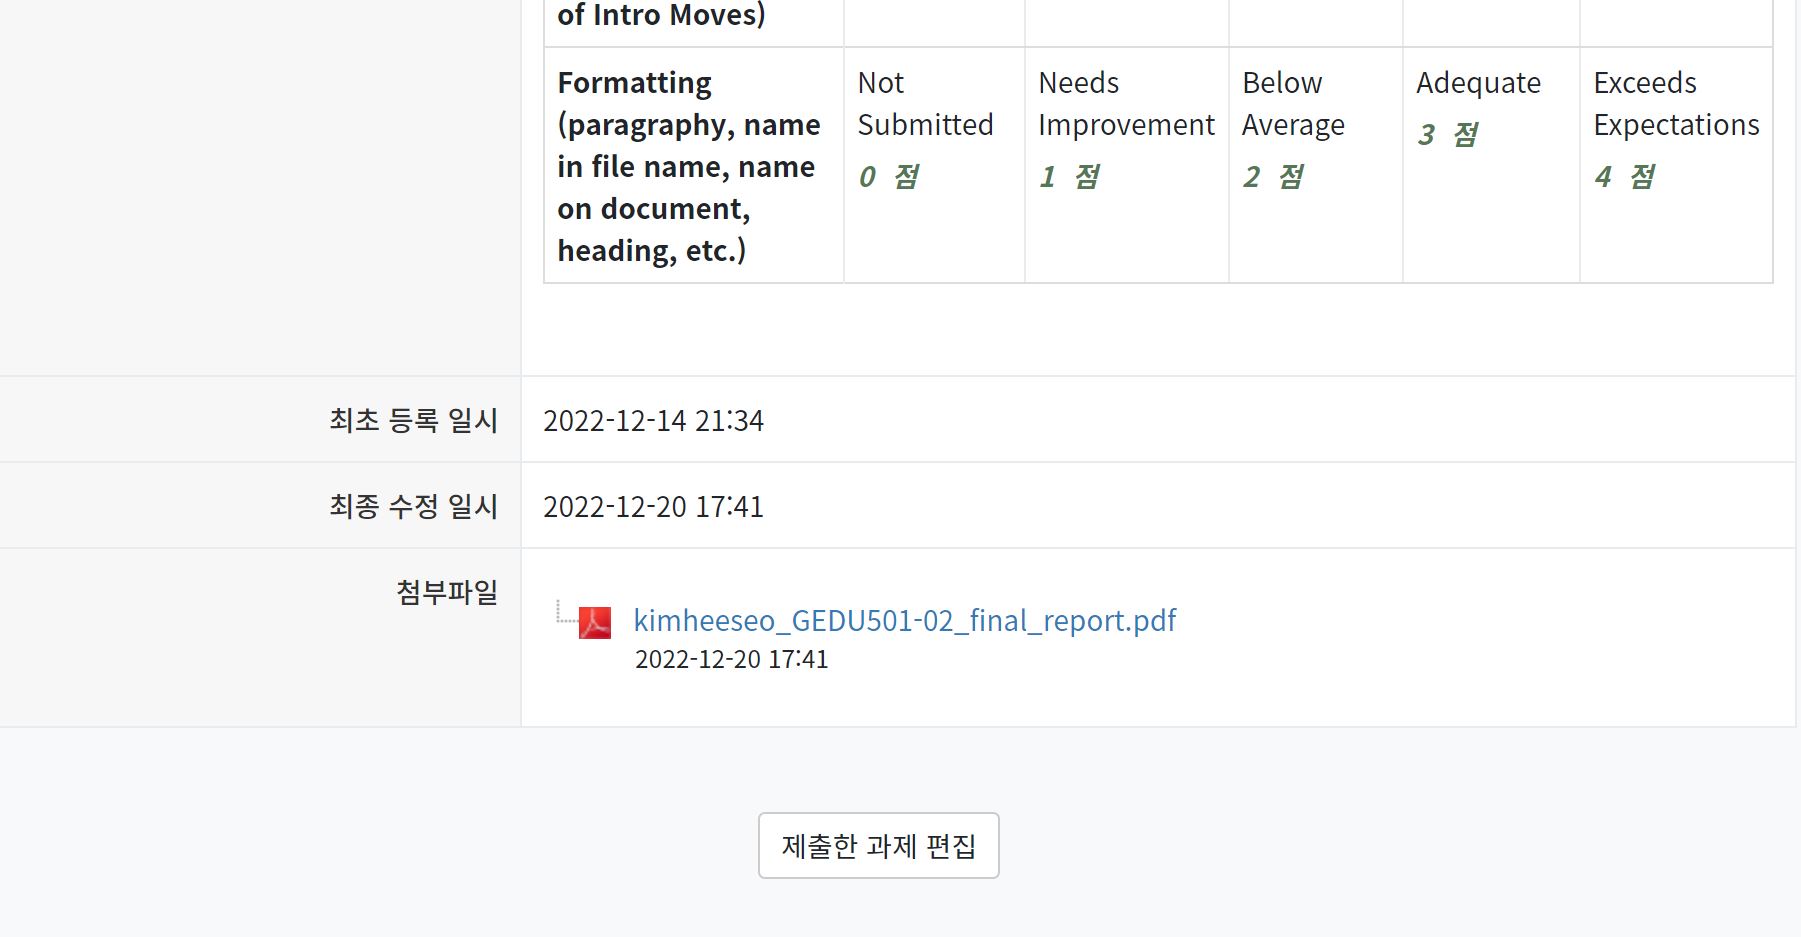 of Intro Moves)
Formatting
(paragraphy, name
in file name, name
on document,
heading, etc.)
Not
Submitted
0 점
Needs
Improvement
1 점
Below
Average
2 점
Adequate
3 점
Exceeds
Expectations
4 점
최초 등록 일시
2022-12-14 21:34
최종 수정 일시
2022-12-20 17:41
첨부파일
kimheeseo_GEDU501-02_final_report.pdf
2022-12-20 17:41
제출한 과제 편집